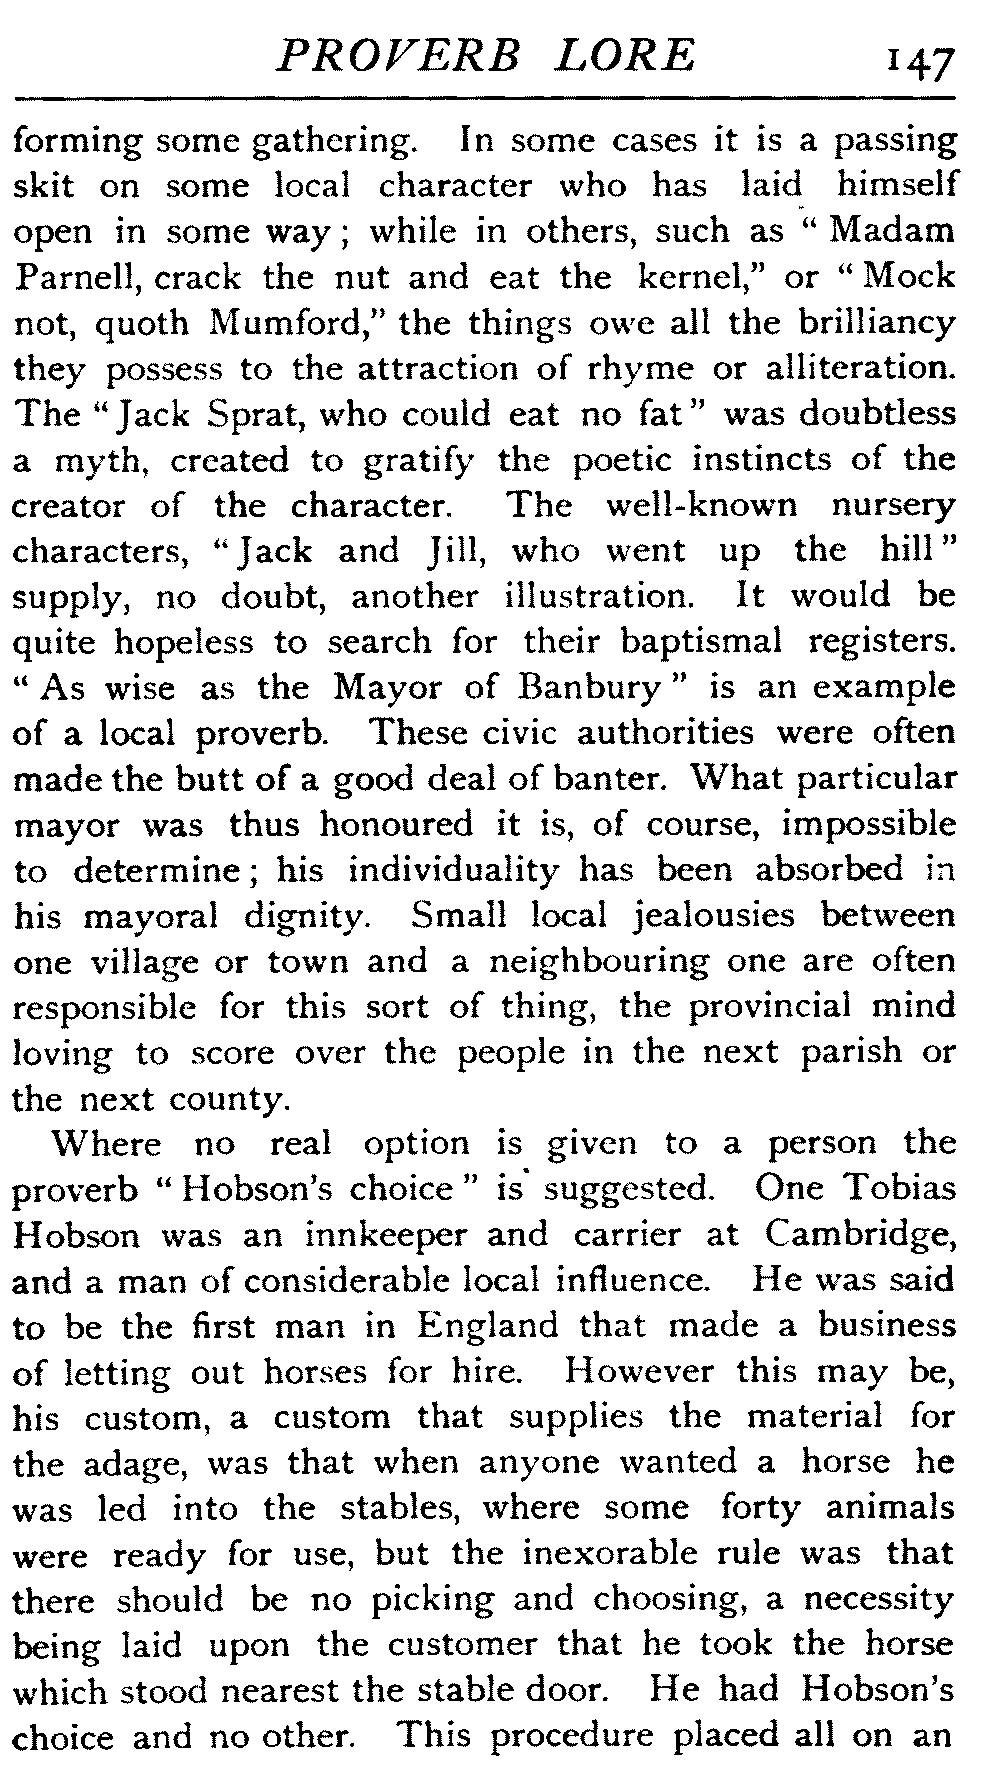 PROVERB LORE 147
forming some gathering. In some cases it is a passing
skit on some local character who has laid himself
open in some way ; while in others, such as “ Madam
Parnell, crack the nut and eat the kernel,” or “ Mock
not, quoth Mumford,” the things owe all the brilliancy
they possess to the attraction of rhyme or alliteration.
The “ Jack Sprat, who could eat no fat ” was doubtless
a myth, created to gratify the poetic instincts of the
creator of the character. The well-known nursery
characters, “ Jack and Jill, who went up the hill ”
supply, no doubt, another illustration. It would be
quite hopeless to search for their baptismal registers.
“ As wise as the Mayor of Banbury ” is an example
of a local proverb. These civic authorities were often
made the butt of a good deal of banter. What particular
mayor was thus honoured it is, of course, impossible
to determine ; his individuality has been absorbed in
his mayoral dignity. Small local jealousies between
one village or town and a neighbouring one are often
responsible for this sort of thing, the provincial mind
loving to score over the people in the next parish or
the next county.
Where no real option is given to a person the
proverb “ Hobson's choice ” is suggested. One Tobias
Hobson was an innkeeper and carrier at Cambridge,
and a man of considerable local influence. He was said
to be the first man in England that made a business
of letting out horses for hire. However this may be,
his custom, a custom that supplies the material for
the adage, was that when anyone wanted a horse he
was led into the stables, where some forty animals
were ready for use, but the inexorable rule was that
there should be no picking and choosing, a necessity
being laid upon the customer that he took the horse
which stood nearest the stable door. He had Hobson's
choice and no other. This procedure placed all on an